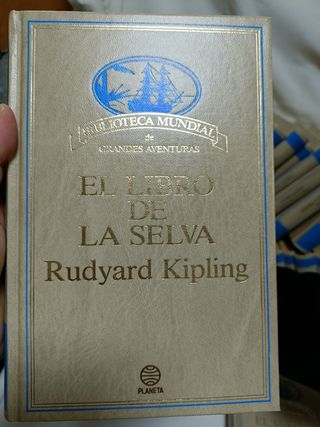 BIBLIOTECA MUNDIAL
de
GRANDES AVENTURAS
EL LIBRO
DE
LA SELVA
Rudyard Kipling
PLANETA